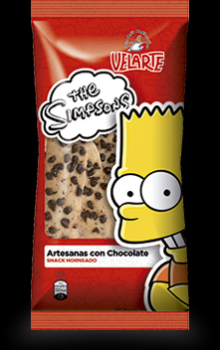 VELARTE
The
SIMPSONS
Artesanas con Chocolate
SNACK HORNEADO